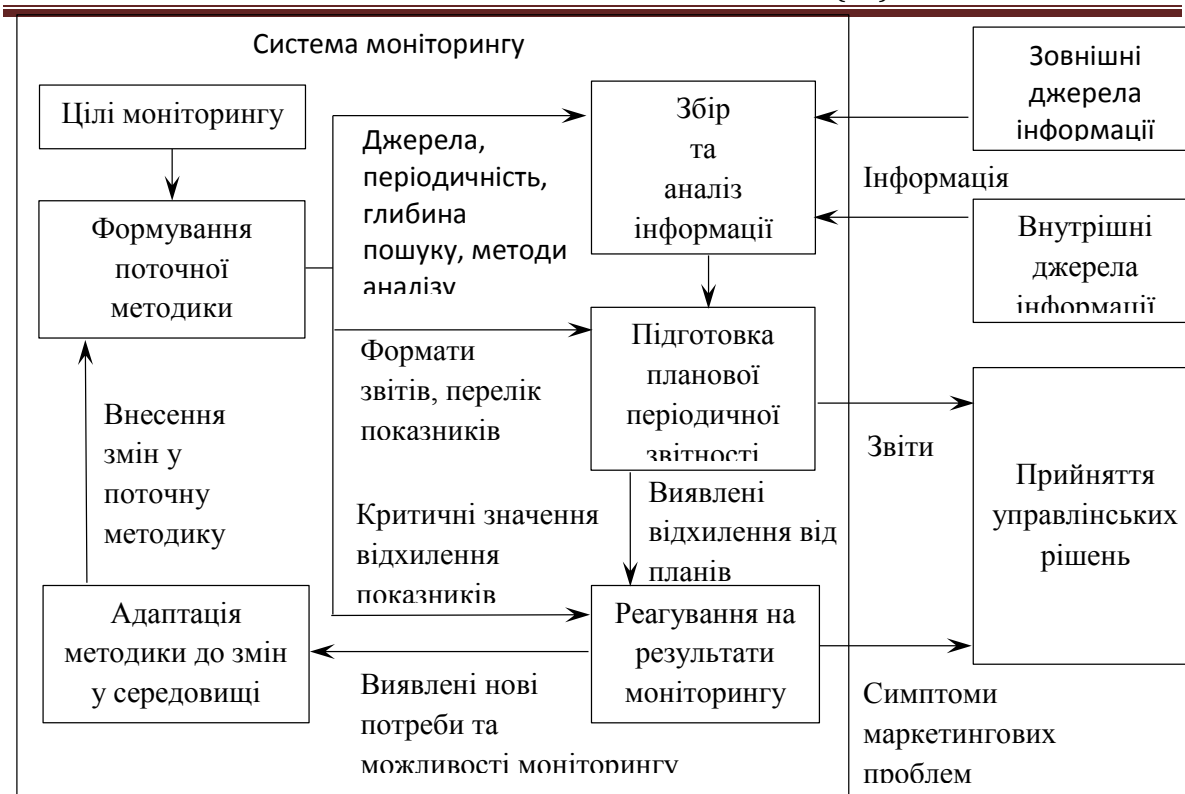 Система моніторингу
Цілі моніторингу
Формування
поточної
методики
Джерела,
періодичність,
глибина
пошуку, методи
аналізу
Збір
та
аналіз
інформації
Зовнішні
джерела
інформації
Інформація
Внутрішні
джерела
інформації
Формати
звітів, перелік
показників
Підготовка
планової
періодичної
звітності
Звіти
Прийняття
управлінських
рішень
Внесення
змін у
поточну
методику
Критичні значення
відхилення
показників
Виявлені
відхилення від
планів
Адаптація
методики до змін
у середовищі
Реагування на
результати
моніторингу
Виявлені нові
потреби та
можливості моніторингу
Симптоми
маркетингових
проблем